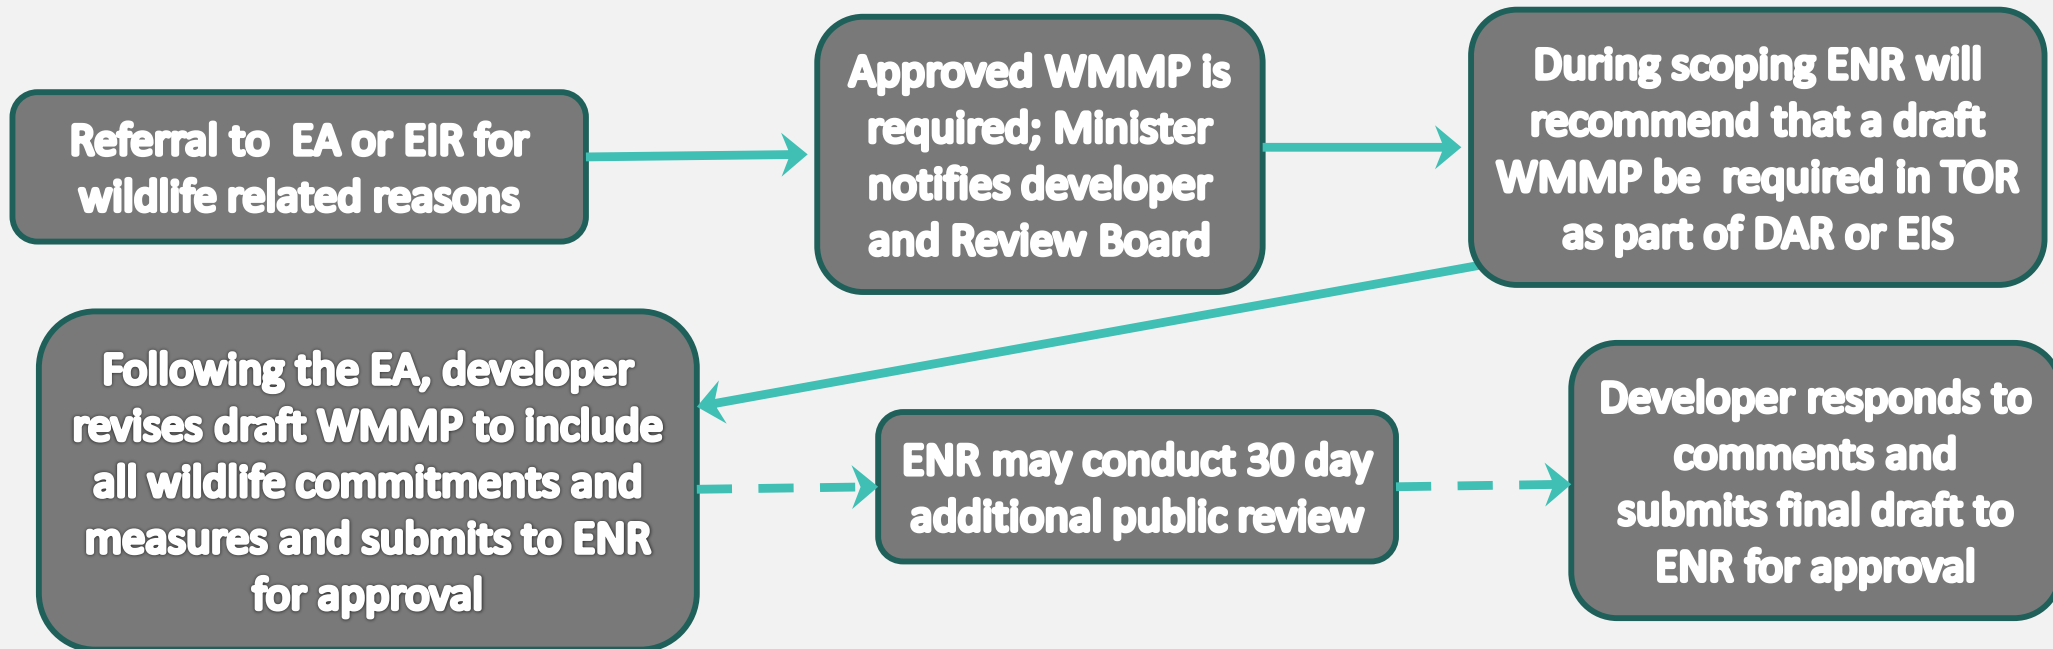 Referral to EA or EIR for
wildlife related reasons
Approved WMMP is
required; Minister
notifies developer
and Review Board
During scoping ENR will
recommend that a draft
WMMP be required in TOR
as part of DAR or EIS
Following the EA, developer
revises draft WMMP to include
all wildlife commitments and
measures and submits to ENR
for approval
ENR may conduct 30 day
additional public review
Developer responds to
comments and
submits final draft to
ENR for approval